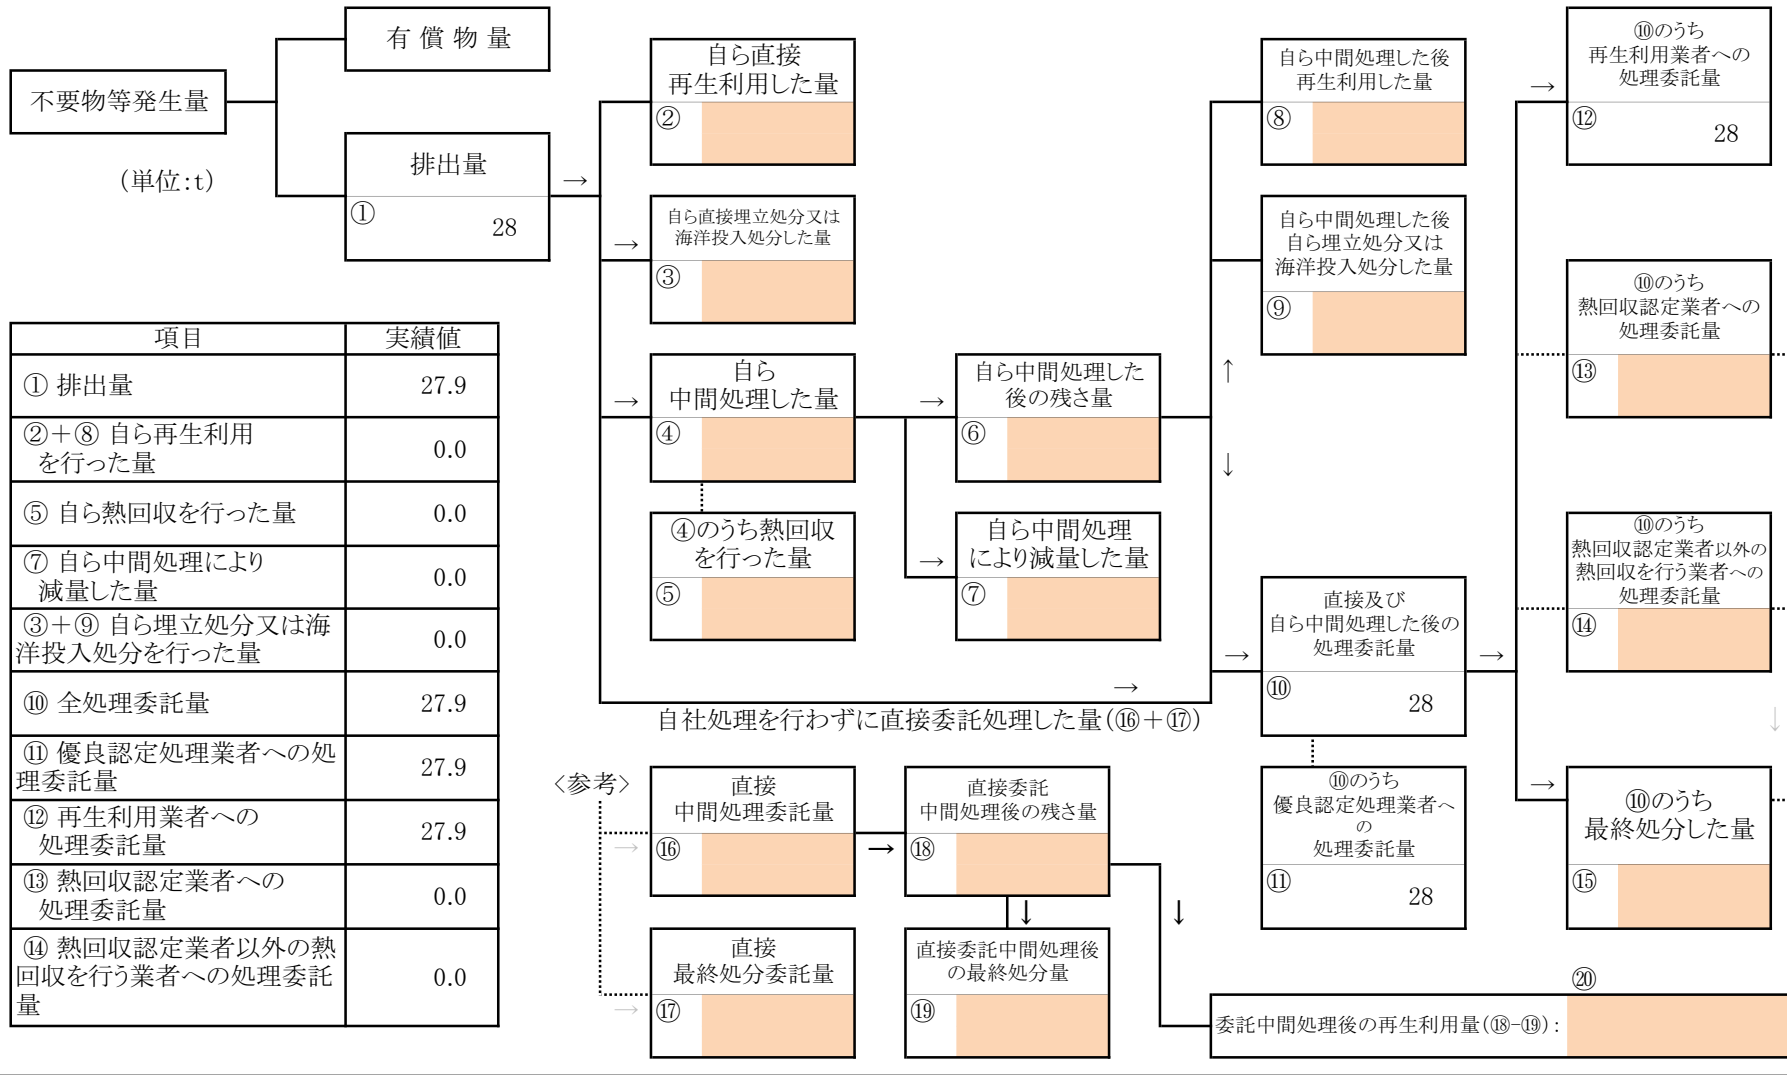 有 償 物 量
不要物等発生量
(単位:t)
排出量
①
28
→
自ら直接
再生利用した量
②
→
自ら直接埋立処分又は
海洋投入処分した量
③
→
自ら
中間処理した量
④
④のうち熱回収
を行った量
⑤
→
自ら中間処理した
後の残さ量
⑥
→
自ら中間処理
により減量した量
⑦
自ら中間処理した後
再生利用した量
⑧
自ら中間処理した後
自ら埋立処分又は
海洋投入処分した量
⑨
↑
↓
→
直接及び
自ら中間処理した後の
処理委託量
⑩
28
→
自社処理を行わずに直接委託処理した量(⑯+⑰)
⑩のうち
優良認定処理業者へ
の
処理委託量
⑪
28
→
→
⑩のうち
再生利用業者への
処理委託量
⑫
28
⑩のうち
熱回収認定業者への
処理委託量
⑬
⑩のうち
熱回収認定業者以外の
熱回収を行う業者への
処理委託量
⑭
↓
→
⑩のうち
最終処分した量
⑮
項目 実績値
① 排出量 27.9
②+⑧ 自ら再生利用
を行った量 0.0
⑤ 自ら熱回収を行った量 0.0
⑦ 自ら中間処理により
減量した量 0.0
③+⑨ 自ら埋立処分又は海
洋投入処分を行った量 0.0
⑩ 全処理委託量 27.9
⑪ 優良認定処理業者への処
理委託量 27.9
⑫ 再生利用業者への
処理委託量 27.9
⑬ 熱回収認定業者への
処理委託量 0.0
⑭ 熱回収認定業者以外の熱
回収を行う業者への処理委託
量 0.0
〈参考〉
→
直接
中間処理委託量
⑯
→
直接
最終処分委託量
⑰
→
直接委託
中間処理後の残さ量
⑱
↓
直接委託中間処理後
の最終処分量
⑲
↓
⑳
委託中間処理後の再生利用量(⑱-⑲):